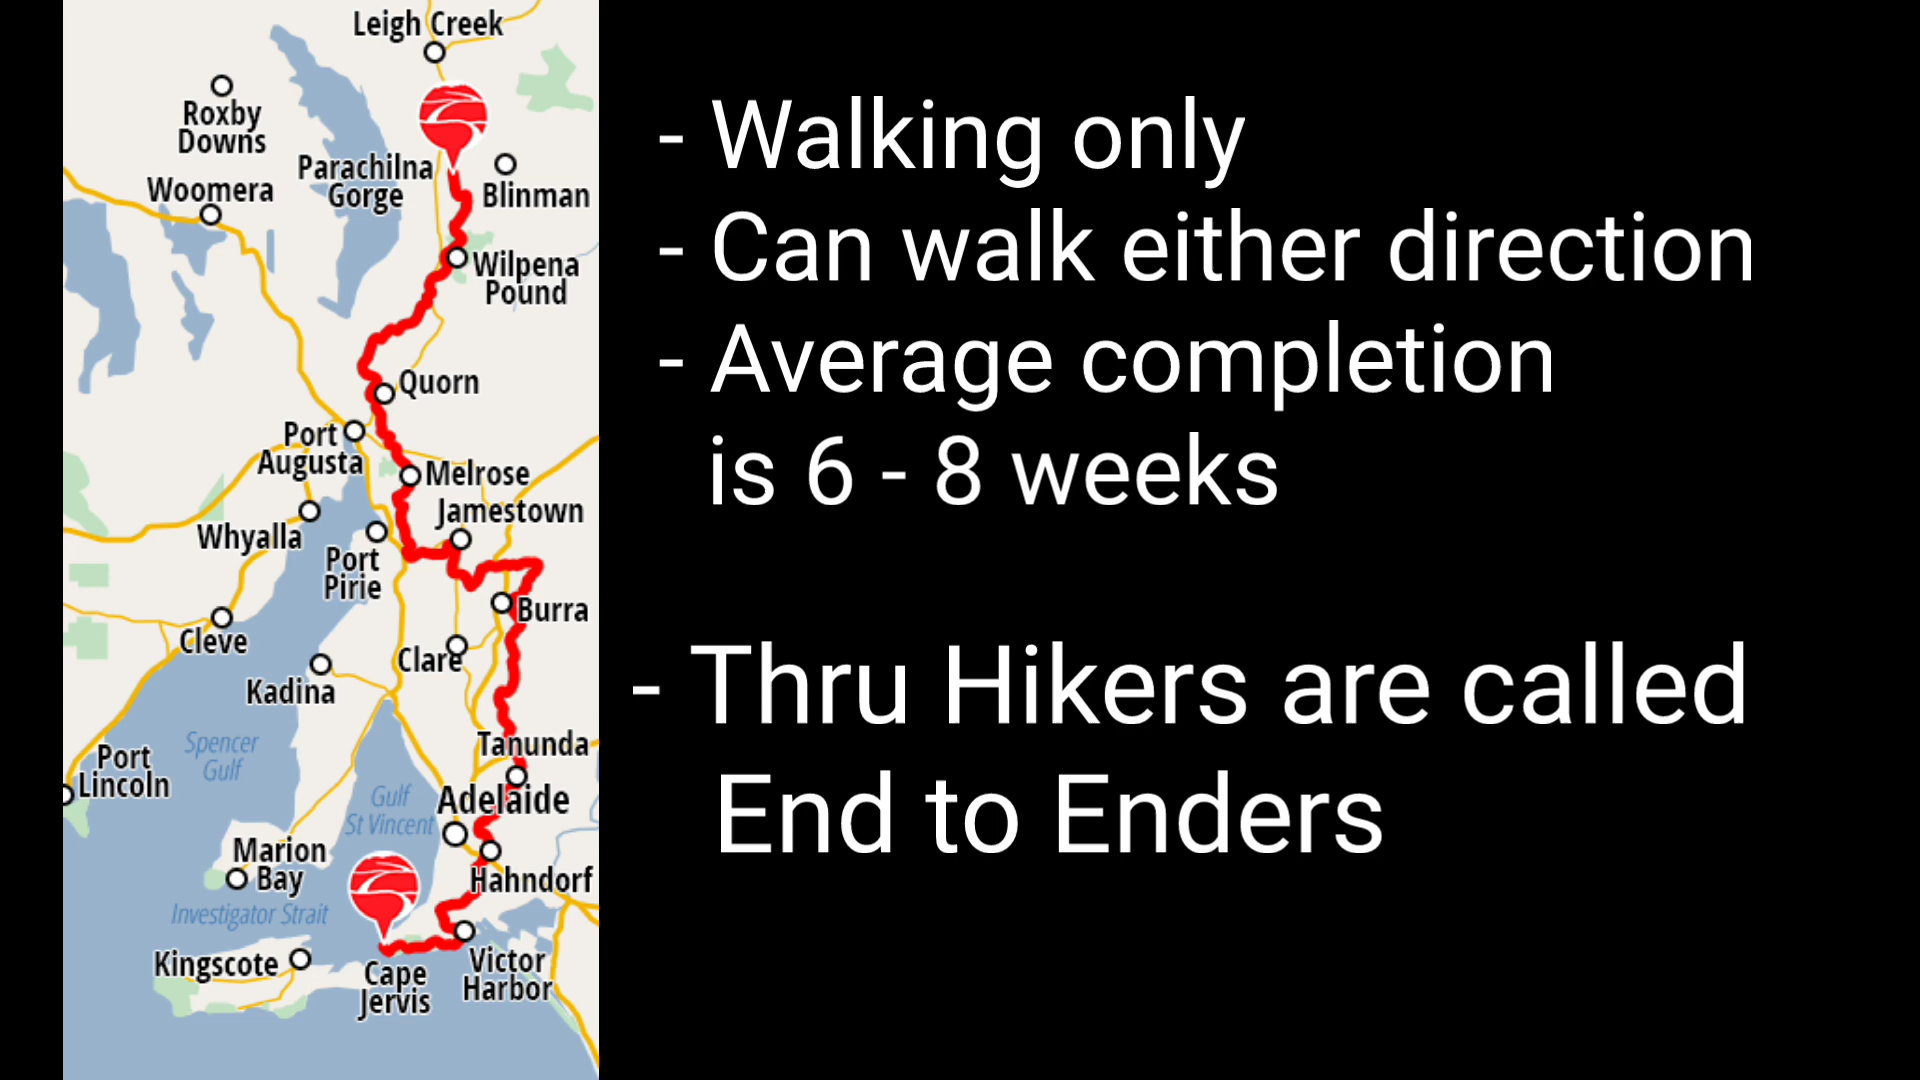 Leigh Creek
Roxby
Downs
Parachilna
Gorge
Blinman
Woomera
Wilpena
Pound
Quorn
Port
Augusta
Melrose
Jamestown
Whyalla
Port
Pirie
Burra
Cleve
Clare
Kadina
Tanunda
Spencer
Gulf
Port
Lincoln
Gulf
St Vincent
Adelaide
Marion
Bay
Hahndorf
Investigator Strait
Kingscote
Cape
Jervis
Victor
Harbor
- Walking only
- Can walk either direction
- Average completion
is 6 - 8 weeks
- Thru Hikers are called
End to Enders